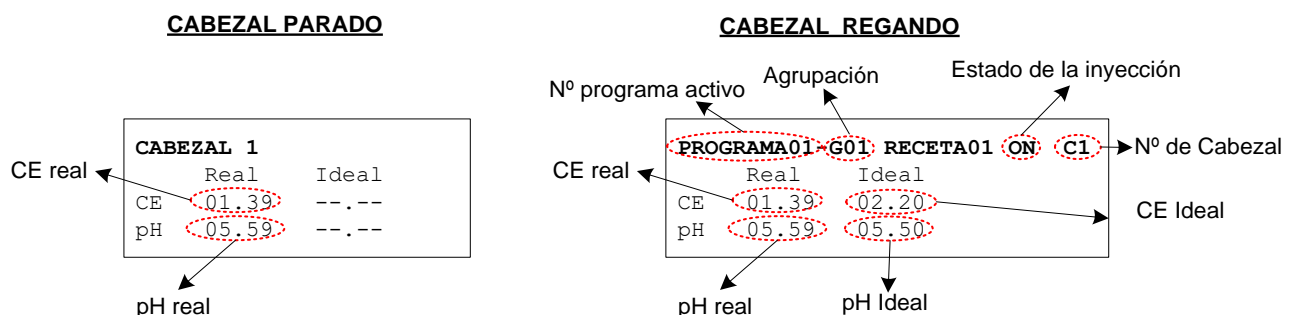 CABEZAL PARADO
CE real
CABEZAL 1
Real Ideal
CE 01.39 --.--
pH 05.59 --.--
pH real
CABEZAL REGANDO
Nº programa activo
Agrupación
Estado de la inyección
PROGRAMA01-G01 RECETA01 ON C1
Nº de Cabezal
CE real
Real Ideal
CE 01.39 02.20
CE Ideal
pH 05.59 05.50
pH real
pH Ideal